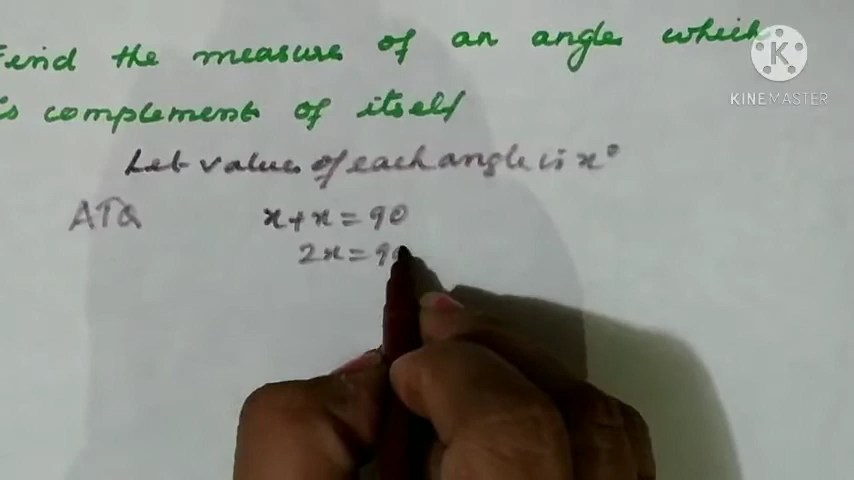 Find the measure of an angle which
is complement of itself
Let value of each angle is x°
ATQ x+x=90
2x=90
K
KINEMASTER